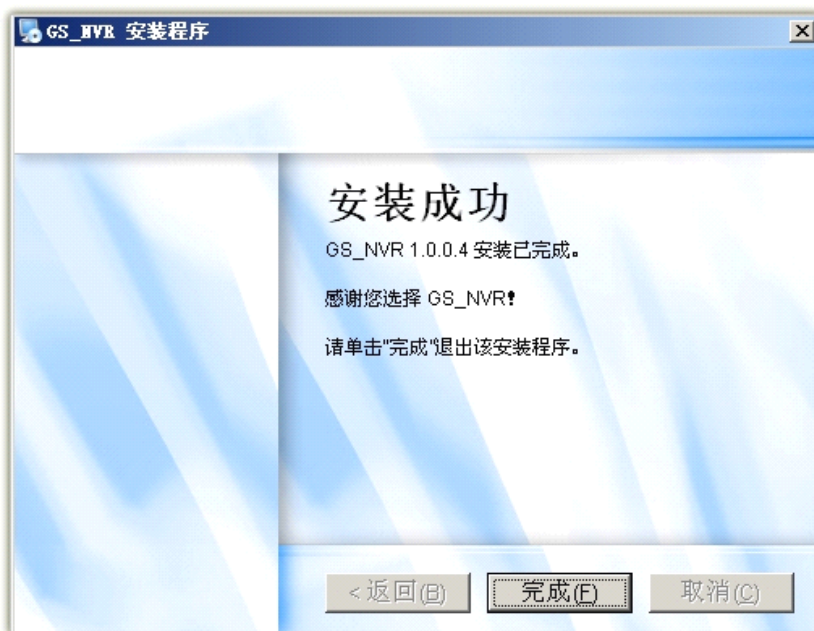 GS_NVR 安装程序
安装成功
GS_NVR 1.0.0.4 安装已完成。
感谢您选择 GS_NVR!
请单击"完成"退出该安装程序。
<返回(B) 完成(F) 取消(C)